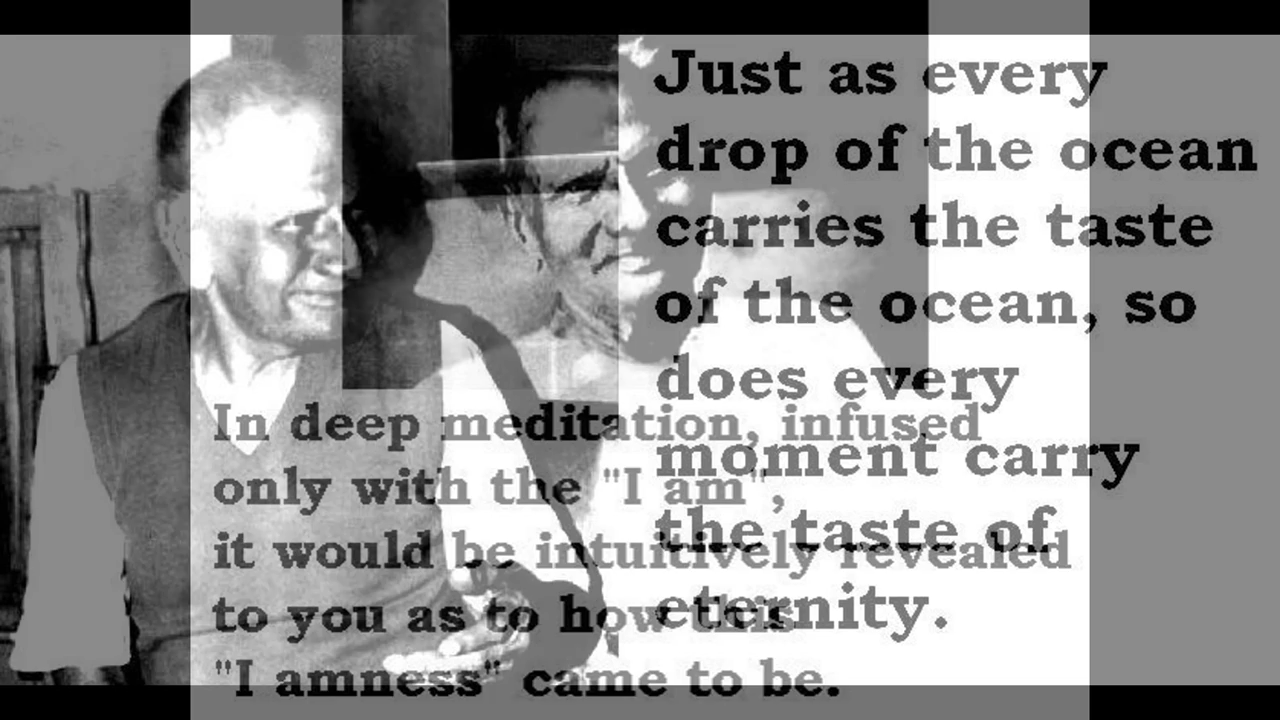 Just as every
drop of the ocean
carries the taste
of the ocean, so
does every
moment carry
the taste of
eternity.
In deep meditation, infused
only with the "I am",
it would be intuitively revealed
to you as to how this
"I amness" came to be.